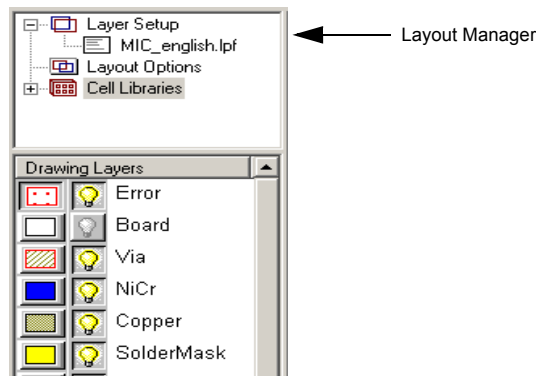 Layer Setup
MIC_english.lpf
Layout Options
Cell Libraries
Layout Manager
Drawing Layers
Error
Board
Via
NiCr
Copper
SolderMask